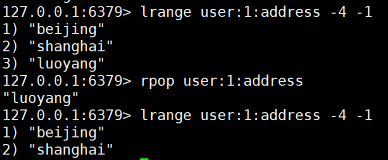 127.0.0.1:6379> lrange user:1:address -4 -1
1) "beijing"
2) "shanghai"
3) "luoyang"
127.0.0.1:6379> rpop user:1:address
"luoyang"
127.0.0.1:6379> lrange user:1:address -4 -1
1) "beijing"
2) "shanghai"